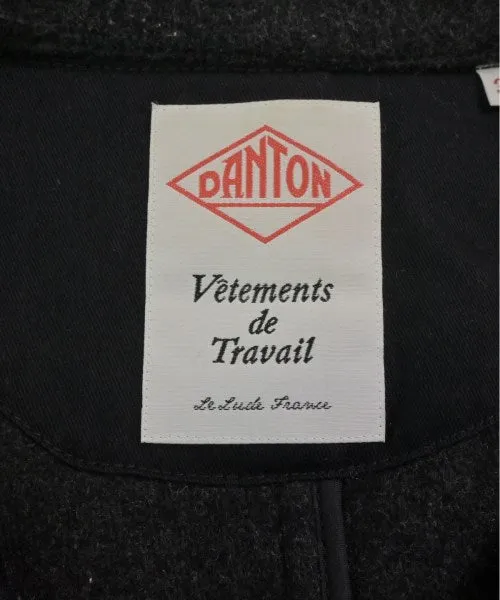 DANTON
Vêtements
de
Travail
Le Lude France